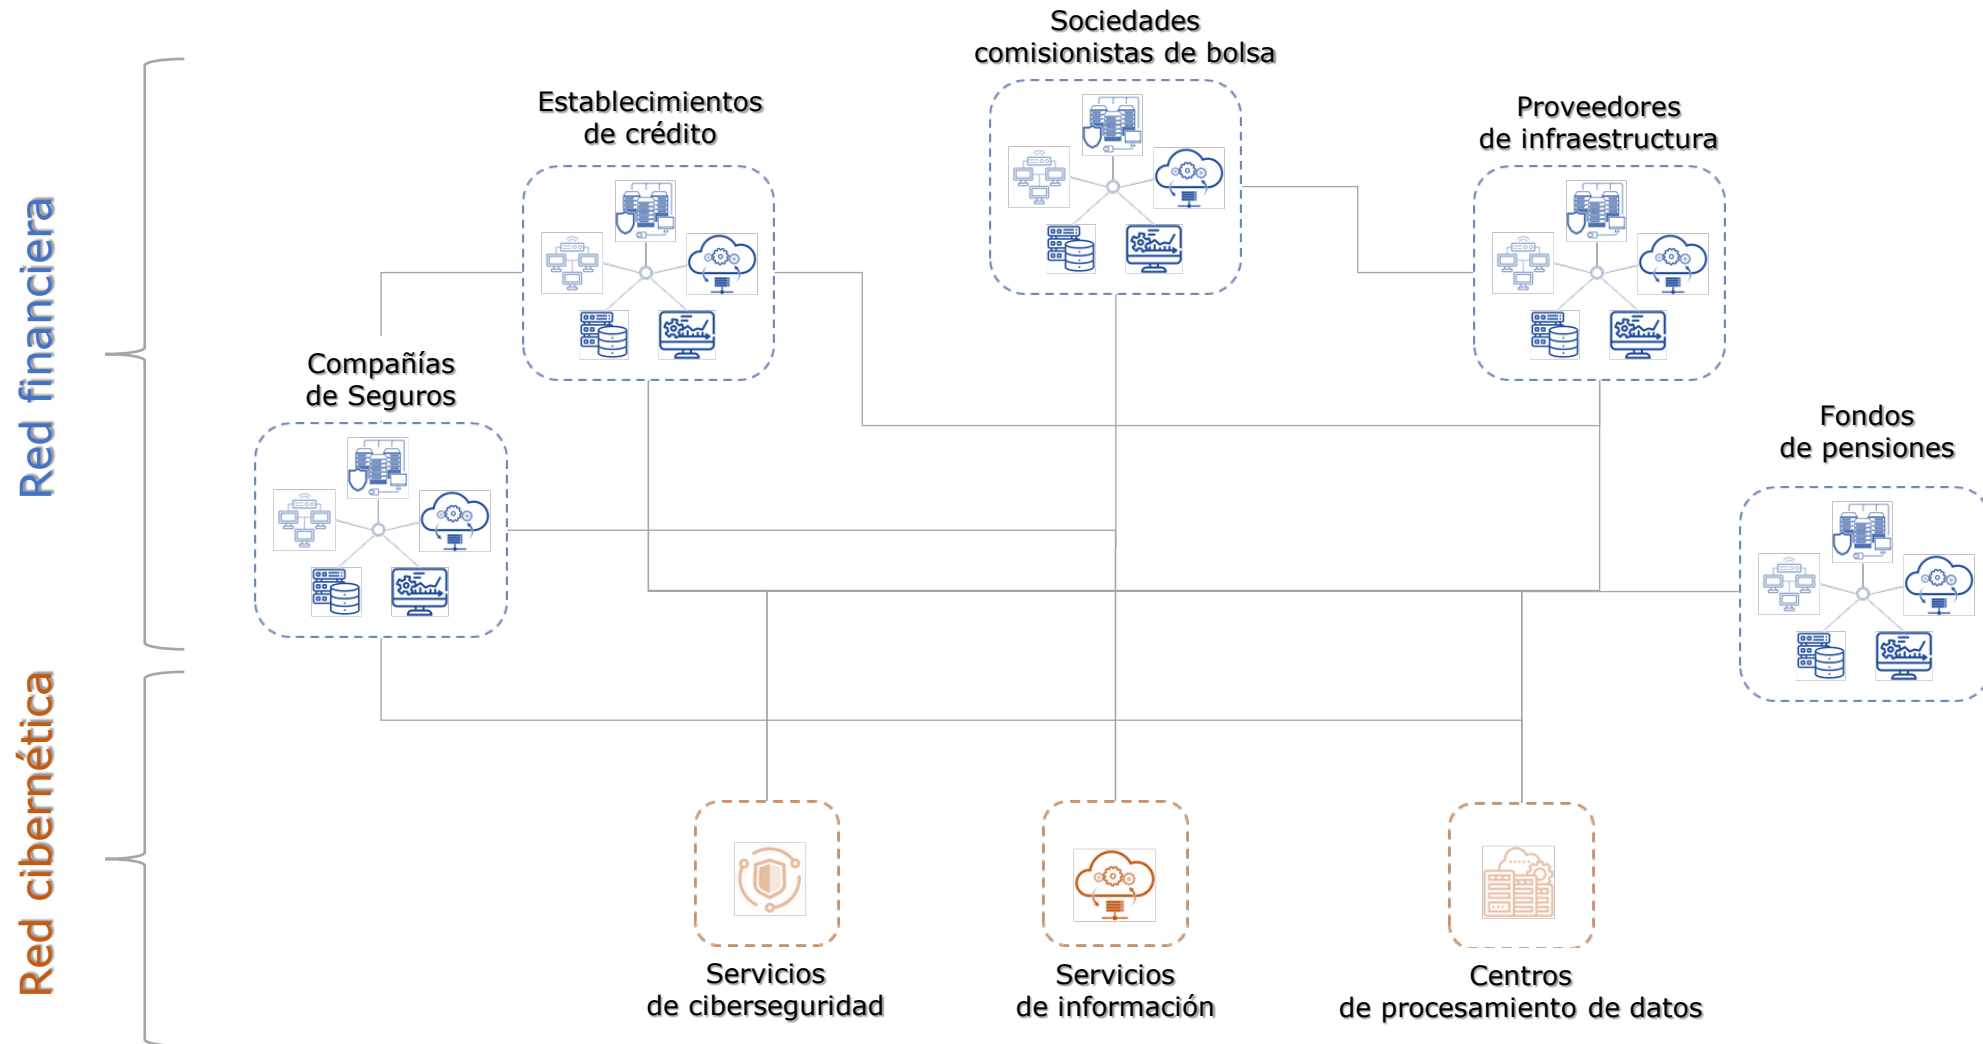 Sociedades
comisionistas de bolsa
Establecimientos
de crédito
Proveedores
de infraestructura
Red financiera
Compañías
de Seguros
Fondos
de pensiones
Red cibernética
Servicios
de ciberseguridad
Servicios
de información
Centros
de procesamiento de datos